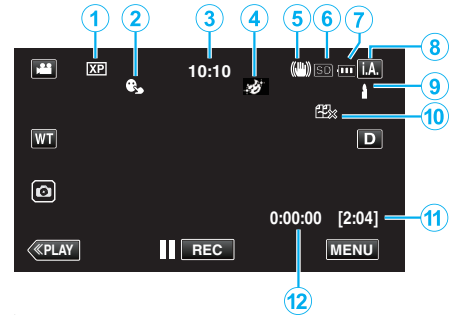 1 2 3 4 5 6 7
XP 10:10 SD I.A. 8
9
10
WT D
0:00:00 [2:04] 11
≪PLAY REC MENU
12